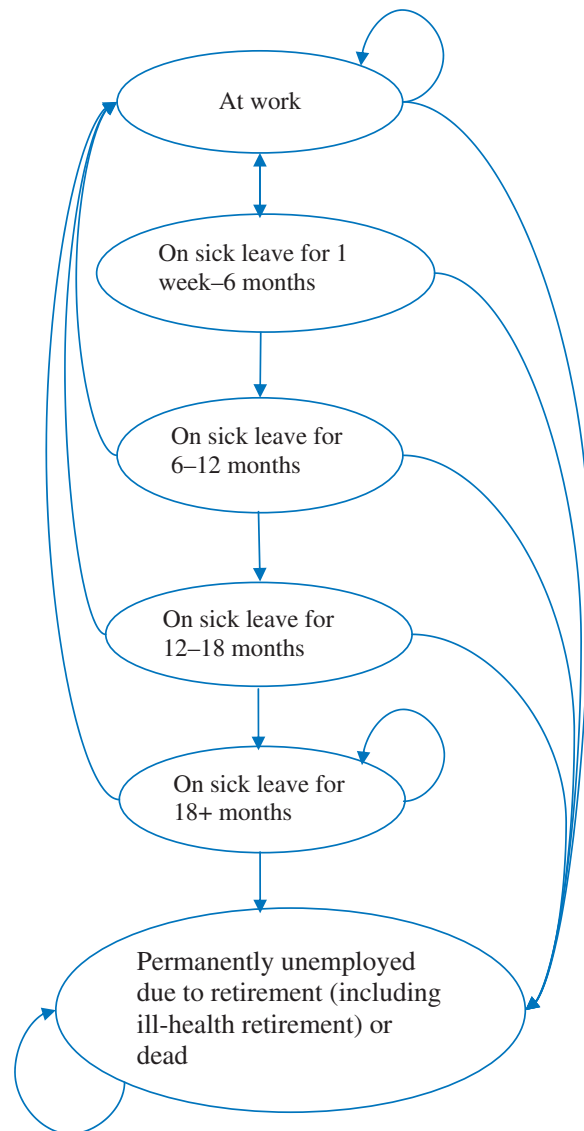 At work
On sick leave for 1
week–6 months
On sick leave for
6–12 months
On sick leave for
12–18 months
On sick leave for
18+ months
Permanently unemployed
due to retirement (including
ill-health retirement) or
dead